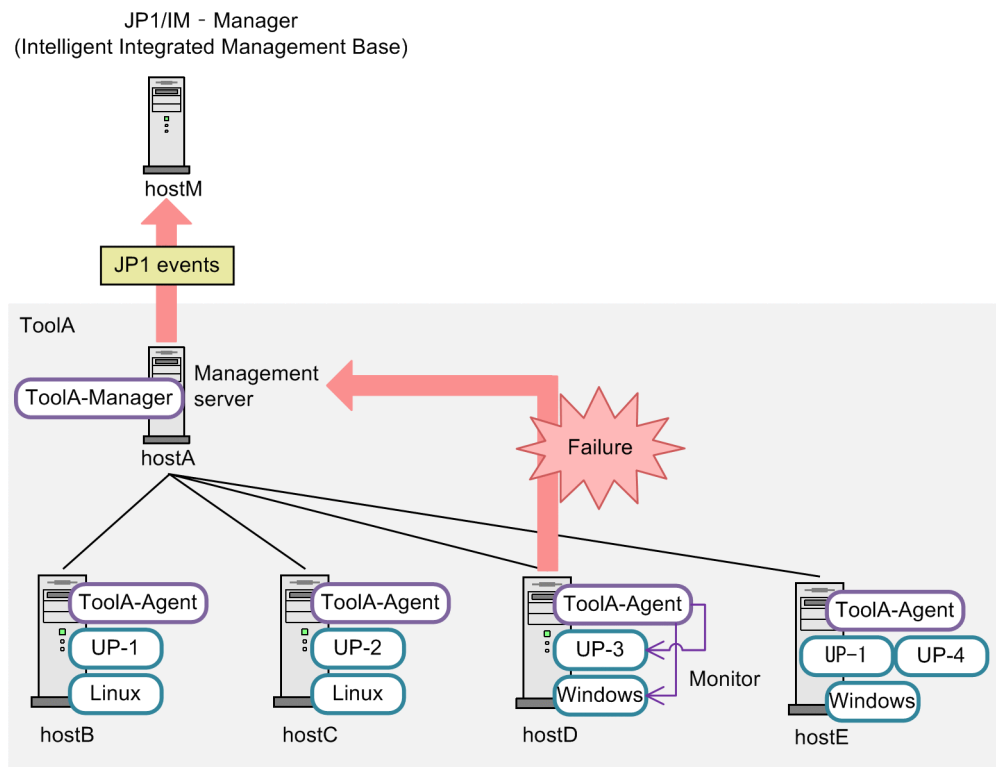 JP1/IM - Manager
(Intelligent Integrated Management Base)
hostM
JP1 events
ToolA
Management
server
ToolA-Manager
hostA
Failure
ToolA-Agent
UP-1
Linux
hostB
ToolA-Agent
UP-2
Linux
hostC
ToolA-Agent
UP-3
Windows
Monitor
hostD
ToolA-Agent
UP-1
UP-4
Windows
hostE